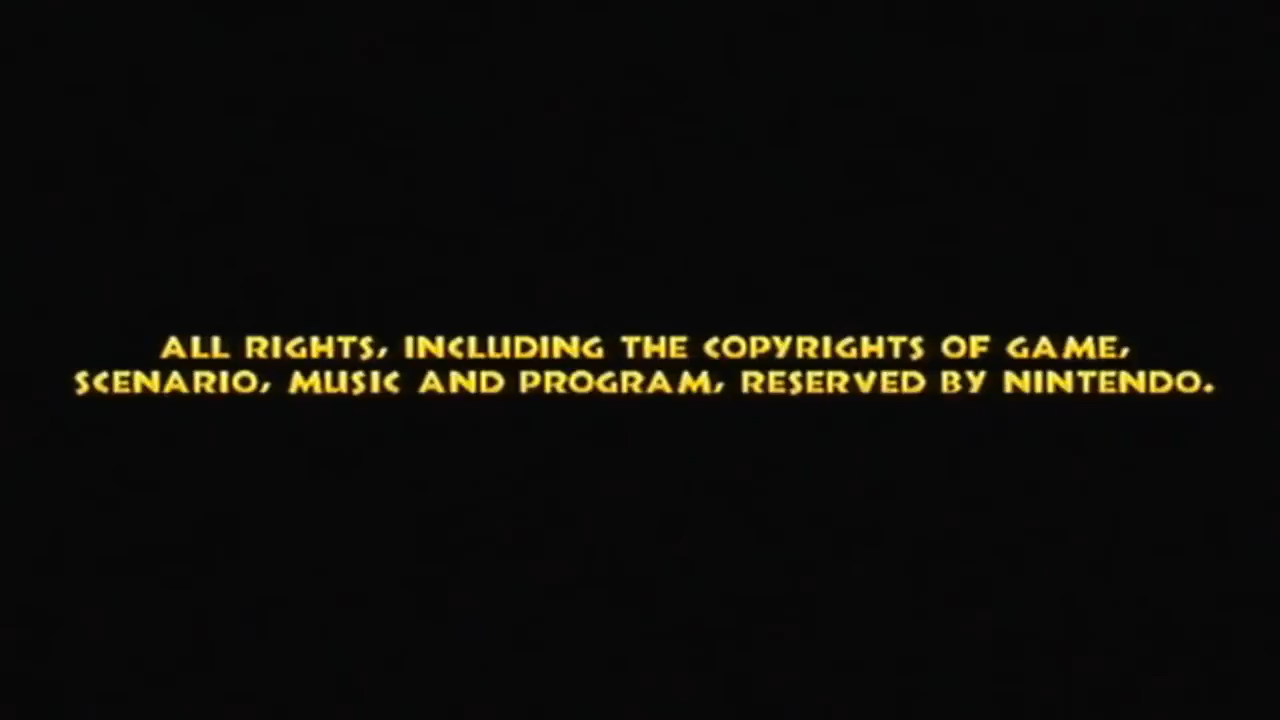 ALL RIGHTS, INCLUDING THE COPYRIGHTS OF GAME,
SCENARIO, MUSIC AND PROGRAM, RESERVED BY NINTENDO.